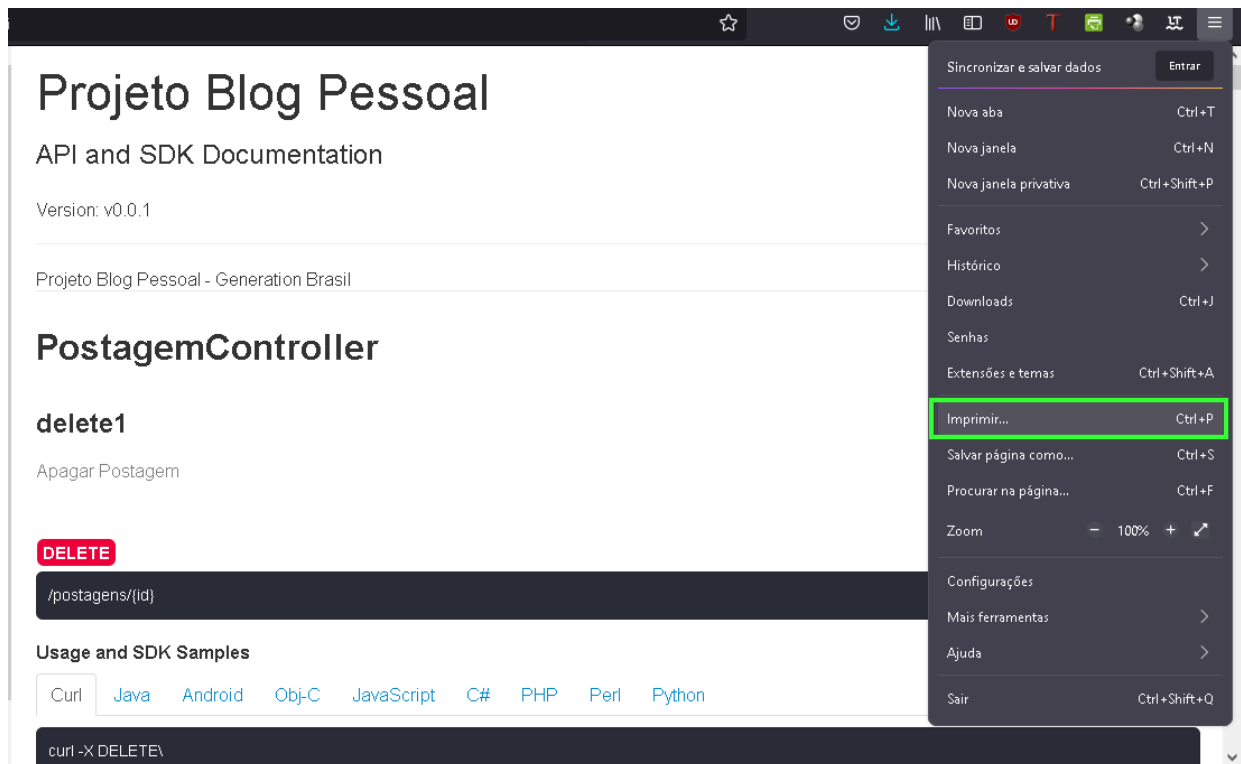 Projeto Blog Pessoal
API and SDK Documentation
Version: v0.0.1
Projeto Blog Pessoal - Generation Brasil
PostagemController
delete1
Apagar Postagem
DELETE
/postagens/{id}
Usage and SDK Samples
Curl Java Android Obj-C JavaScript C# PHP Perl Python
curl -X DELETE\
Sincronizar e salvar dados Entrar
Nova aba Ctrl+T
Nova janela Ctrl+N
Nova janela privativa Ctrl+Shift+P
Favoritos
Histórico
Downloads Ctrl+J
Senhas
Extensões e temas Ctrl+Shift+A
Imprimir... Ctrl+P
Salvar página como... Ctrl+S
Procurar na página... Ctrl+F
Zoom − 100% +
Configurações
Mais ferramentas
Ajuda
Sair Ctrl+Shift+Q